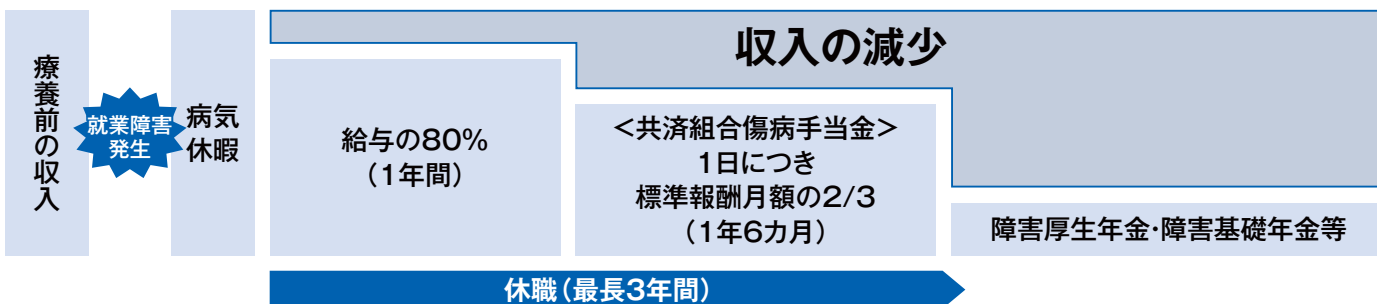 療養前の収入
就業障害
発生
病気
休暇
収入の減少
給与の80%
(1年間)
<共済組合傷病手当金>
1日につき
標準報酬月額の2/3
(1年6カ月)
障害厚生年金・障害基礎年金等
休職(最長3年間)